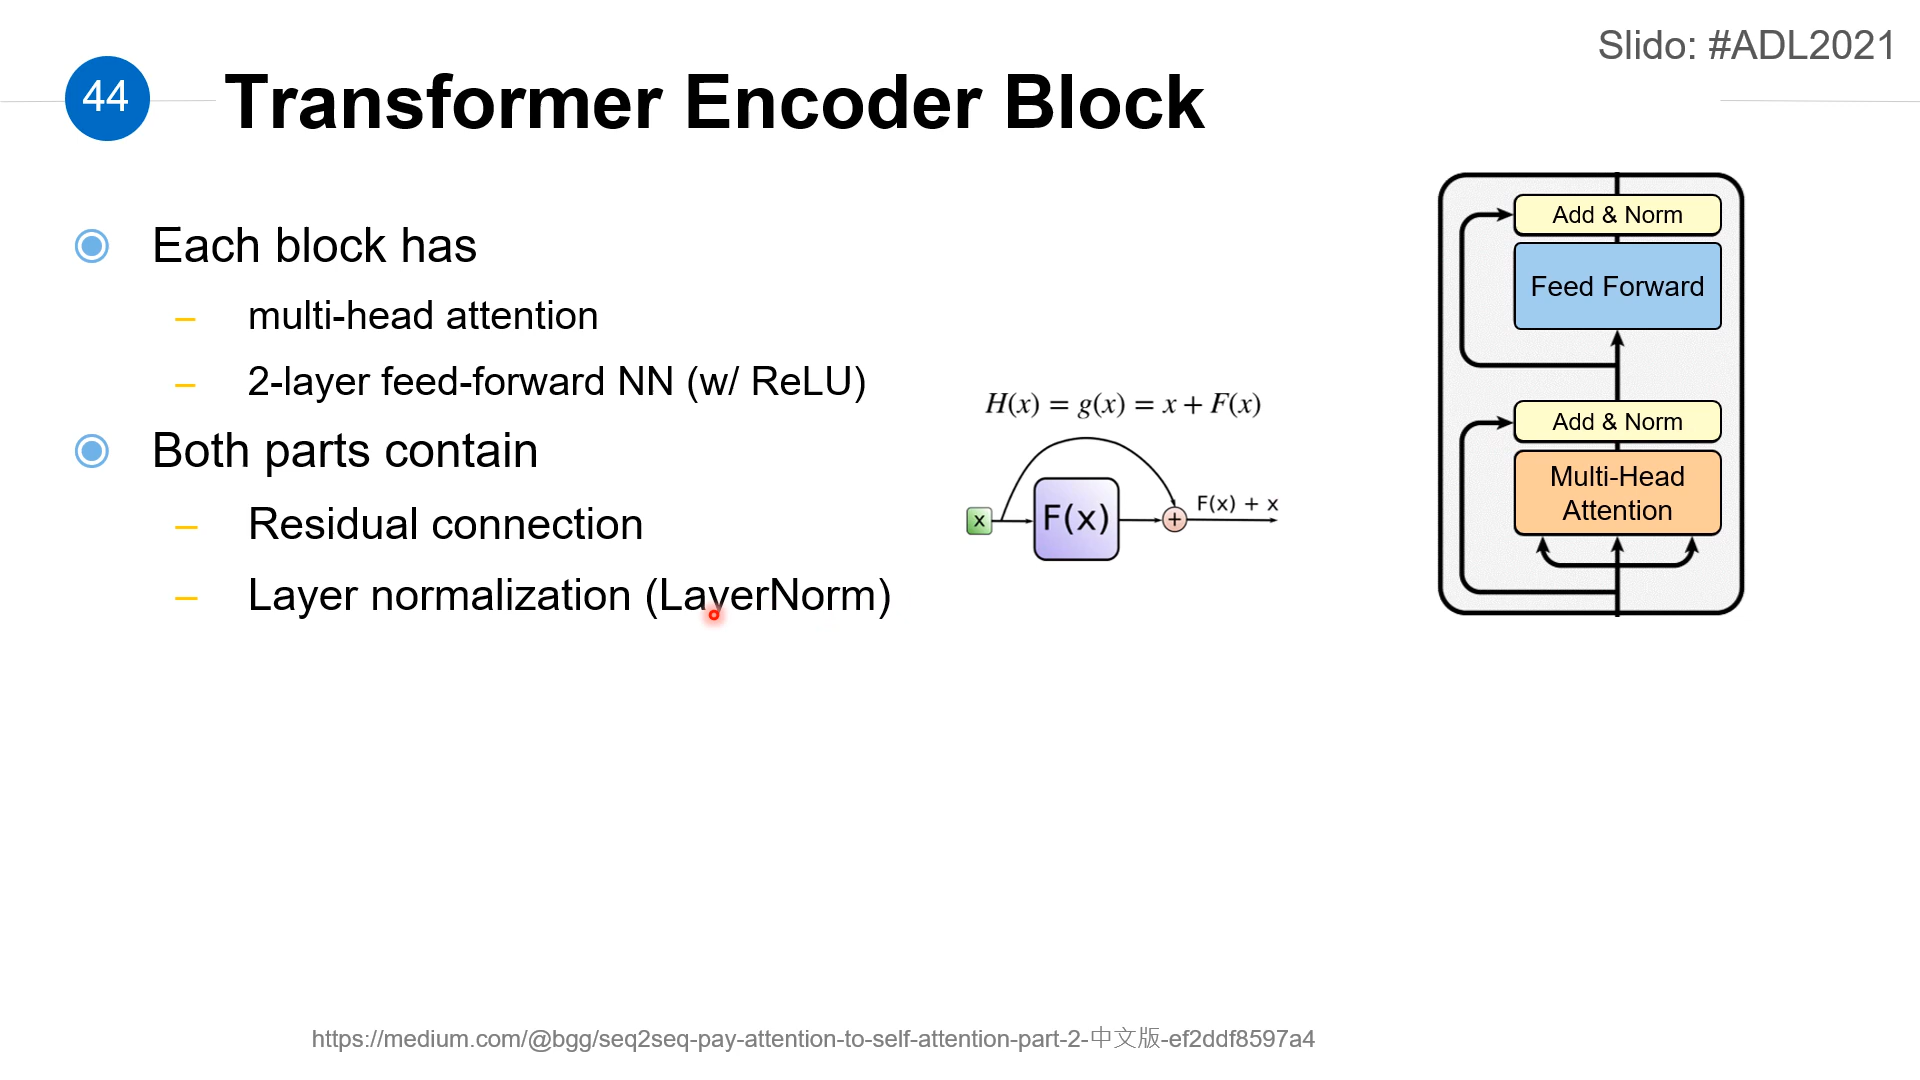 Slido: #ADL2021
44
Transformer Encoder Block
Each block has
– multi-head attention
– 2-layer feed-forward NN (w/ ReLU)
Both parts contain
– Residual connection
– Layer normalization (LayerNorm)
H(x) = g(x) = x + F(x)
x
F(x)
+
F(x) + x
Add & Norm
Feed Forward
Add & Norm
Multi-Head
Attention
https://medium.com/@bgg/seq2seq-pay-attention-to-self-attention-part-2-中文版-ef2ddf8597a4